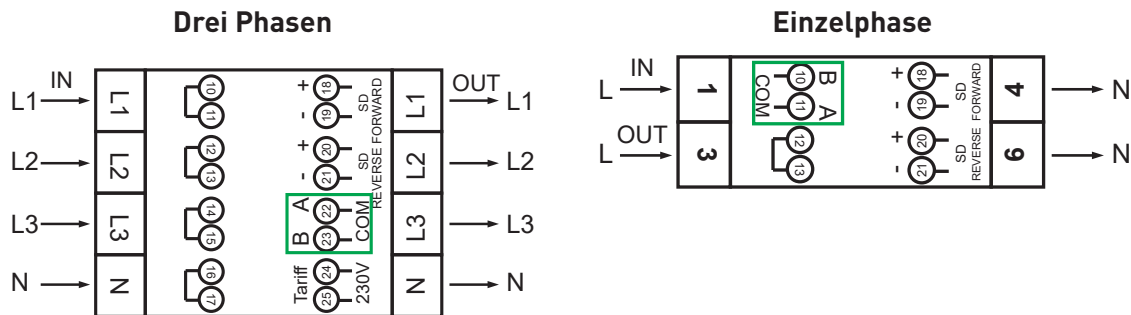 Drei Phasen
IN
L1
L1
10
11
+ 18
- 19
SD
FORWARD
L1
OUT
L1
L2
L2
12
13
+ 20
- 21
SD
REVERSE
L2
L2
L3
L3
14
15
A 22
B 23
COM
L3
L3
N
N
16
17
Tariff
24
25
230V
N
N
Einzelphase
IN
L
1
COM
10 B
11 A
+ 18
- 19
SD
FORWARD
4
N
OUT
L
3
12
13
+ 20
- 21
SD
REVERSE
6
N